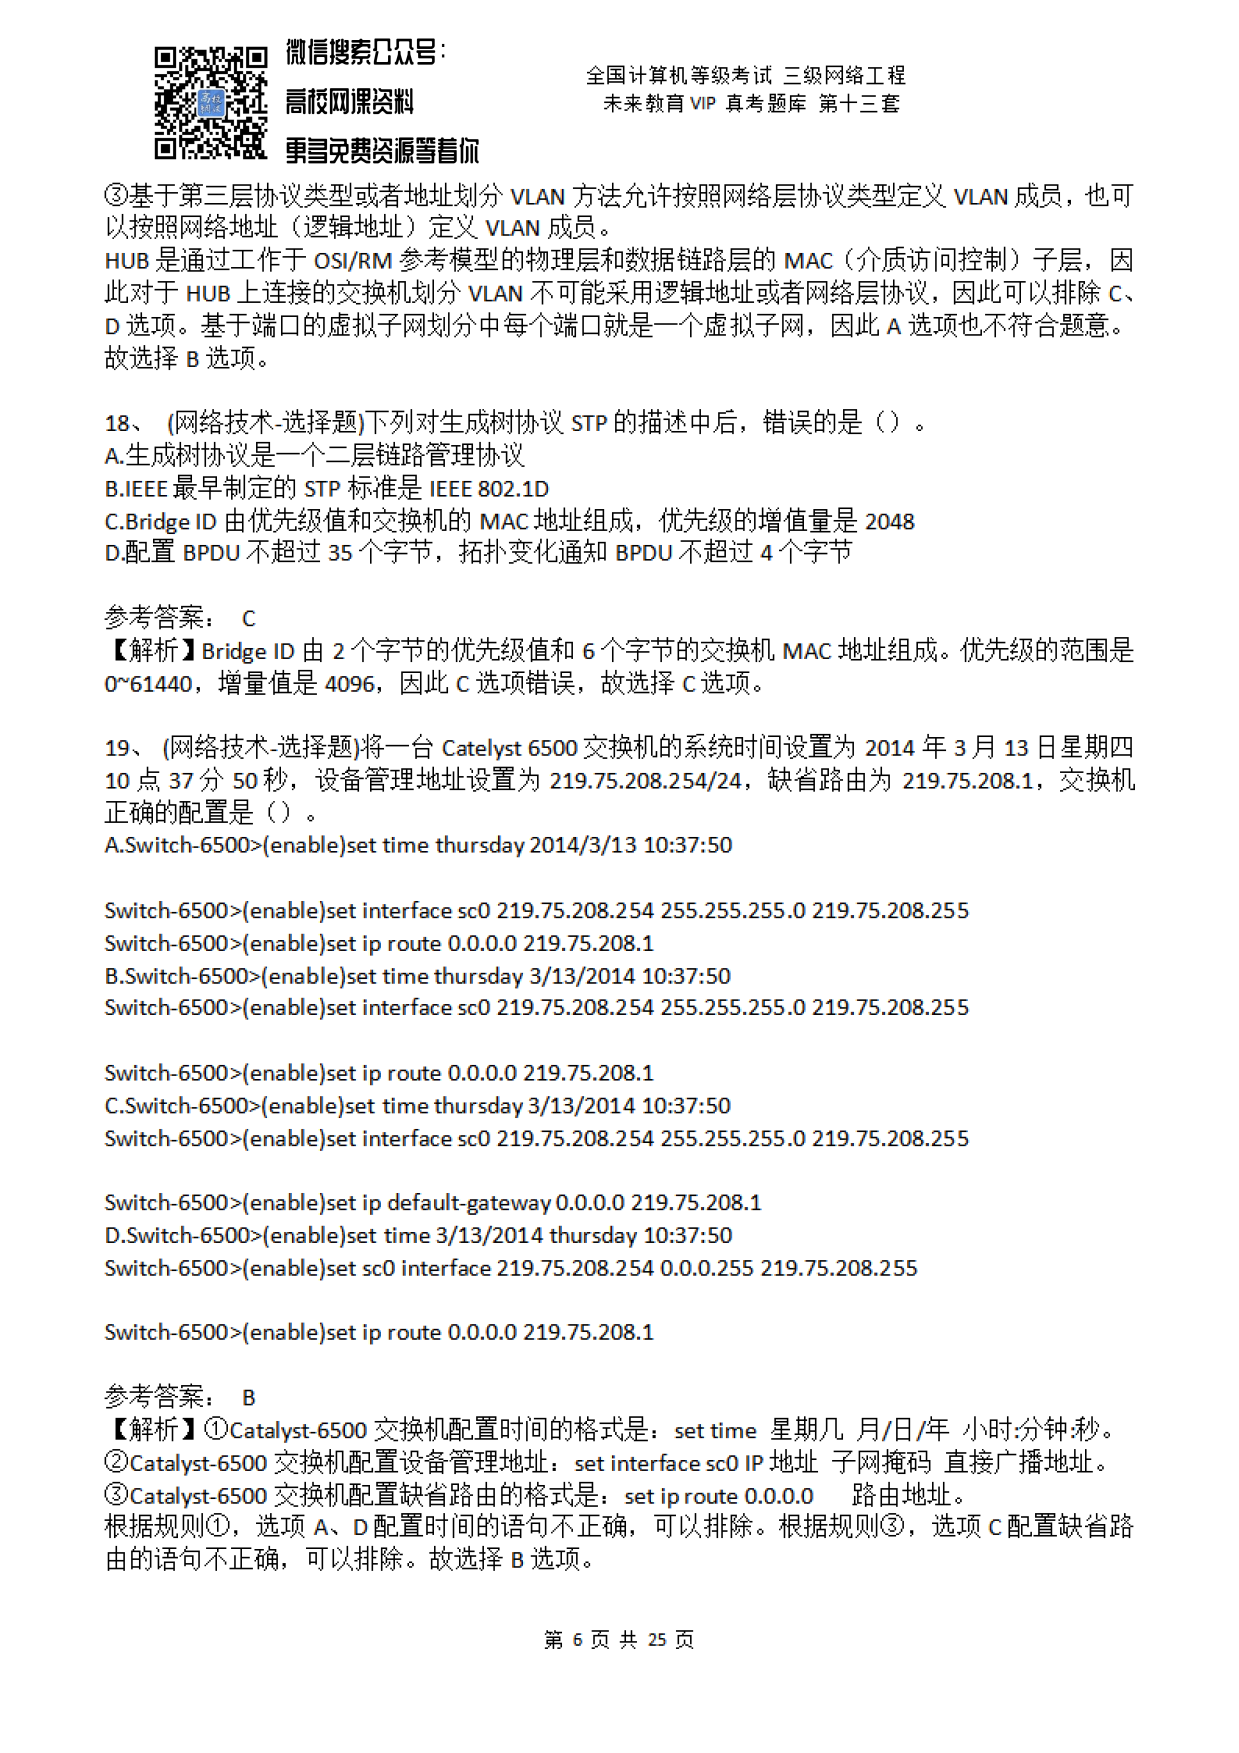 微信搜索公众号：
高校网课资料
更多免费资源等着你
全国计算机等级考试 三级网络工程
未来教育 VIP 真考题库 第十三套
③基于第三层协议类型或者地址划分 VLAN 方法允许按照网络层协议类型定义 VLAN 成员，也可
以按照网络地址（逻辑地址）定义 VLAN 成员。
HUB 是通过工作于 OSI/RM 参考模型的物理层和数据链路层的 MAC（介质访问控制）子层，因
此对于 HUB 上连接的交换机划分 VLAN 不可能采用逻辑地址或者网络层协议，因此可以排除 C、
D 选项。基于端口的虚拟子网划分中每个端口就是一个虚拟子网，因此 A 选项也不符合题意。
故选择 B 选项。
18、 (网络技术-选择题)下列对生成树协议 STP 的描述中后，错误的是（）。
A.生成树协议是一个二层链路管理协议
B.IEEE 最早制定的 STP 标准是 IEEE 802.1D
C.Bridge ID 由优先级值和交换机的 MAC 地址组成，优先级的增值量是 2048
D.配置 BPDU 不超过 35 个字节，拓扑变化通知 BPDU 不超过 4 个字节
参考答案： C
【解析】Bridge ID 由 2 个字节的优先级值和 6 个字节的交换机 MAC 地址组成。优先级的范围是
0~61440，增量值是 4096，因此 C 选项错误，故选择 C 选项。
19、 (网络技术-选择题)将一台 Catelyst 6500 交换机的系统时间设置为 2014 年 3 月 13 日星期四
10 点 37 分 50 秒，设备管理地址设置为 219.75.208.254/24，缺省路由为 219.75.208.1，交换机
正确的配置是（）。
A.Switch-6500>(enable)set time thursday 2014/3/13 10:37:50
Switch-6500>(enable)set interface sc0 219.75.208.254 255.255.255.0 219.75.208.255
Switch-6500>(enable)set ip route 0.0.0.0 219.75.208.1
B.Switch-6500>(enable)set time thursday 3/13/2014 10:37:50
Switch-6500>(enable)set interface sc0 219.75.208.254 255.255.255.0 219.75.208.255
Switch-6500>(enable)set ip route 0.0.0.0 219.75.208.1
C.Switch-6500>(enable)set time thursday 3/13/2014 10:37:50
Switch-6500>(enable)set interface sc0 219.75.208.254 255.255.255.0 219.75.208.255
Switch-6500>(enable)set ip default-gateway 0.0.0.0 219.75.208.1
D.Switch-6500>(enable)set time 3/13/2014 thursday 10:37:50
Switch-6500>(enable)set sc0 interface 219.75.208.254 0.0.0.255 219.75.208.255
Switch-6500>(enable)set ip route 0.0.0.0 219.75.208.1
参考答案： B
【解析】①Catalyst-6500 交换机配置时间的格式是：set time 星期几 月/日/年 小时:分钟:秒。
②Catalyst-6500 交换机配置设备管理地址：set interface sc0 IP 地址 子网掩码 直接广播地址。
③Catalyst-6500 交换机配置缺省路由的格式是：set ip route 0.0.0.0 路由地址。
根据规则①，选项 A、D 配置时间的语句不正确，可以排除。根据规则③，选项 C 配置缺省路
由的语句不正确，可以排除。故选择 B 选项。
第 6 页 共 25 页